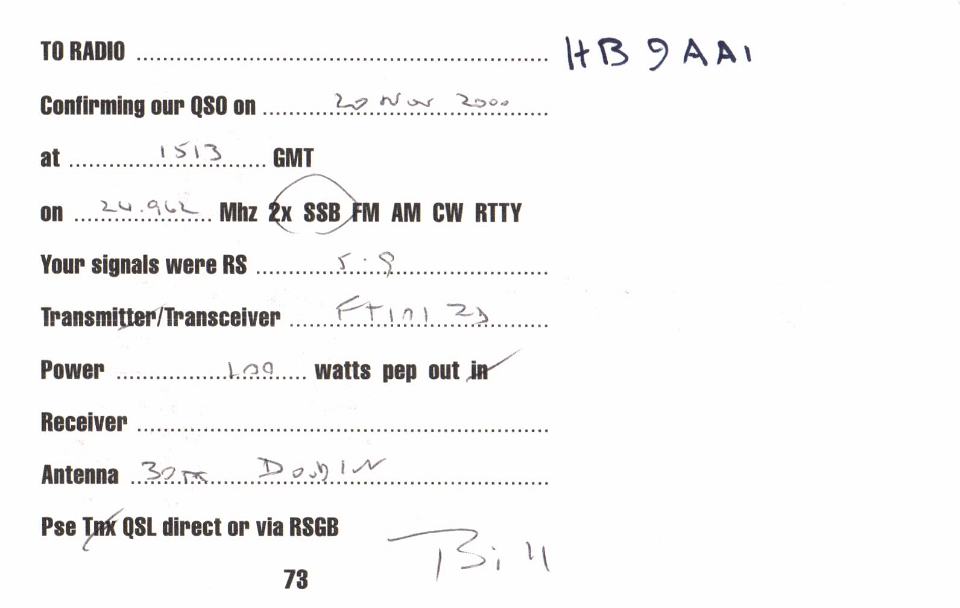 TO RADIO ........ HB9AAI
Confirming our QSO on 20 Nov 2000
at 1513 GMT
on 24.962 Mhz 2x SSB FM AM CW RTTY
Your signals were RS 5.9
Transmitter/Transceiver FT101 ZD
Power 100 watts pep out in
Receiver ........
Antenna 30m
Pse Tnx QSL direct or via RSGB
Bill
73